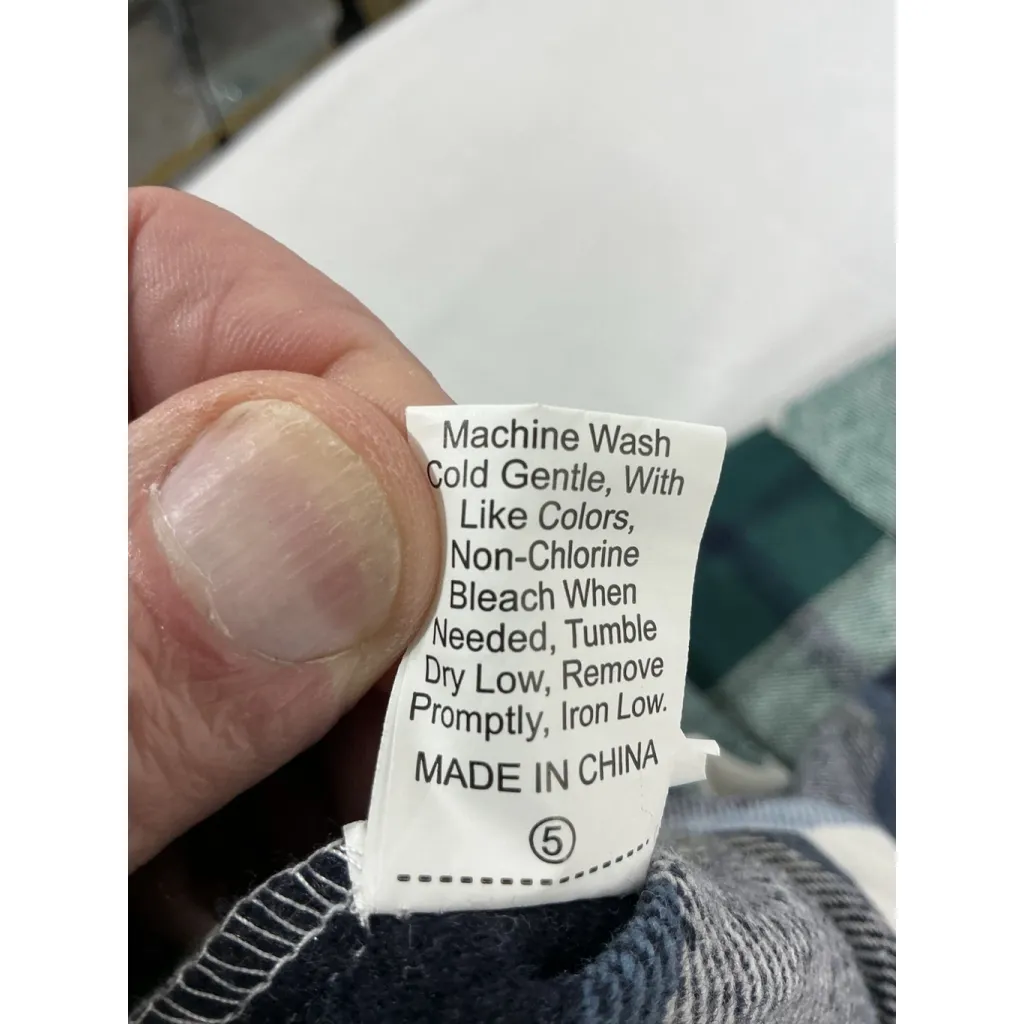 Machine Wash
Cold Gentle, With
Like Colors,
Non-Chlorine
Bleach When
Needed, Tumble
Dry Low, Remove
Promptly, Iron Low.
MADE IN CHINA
5